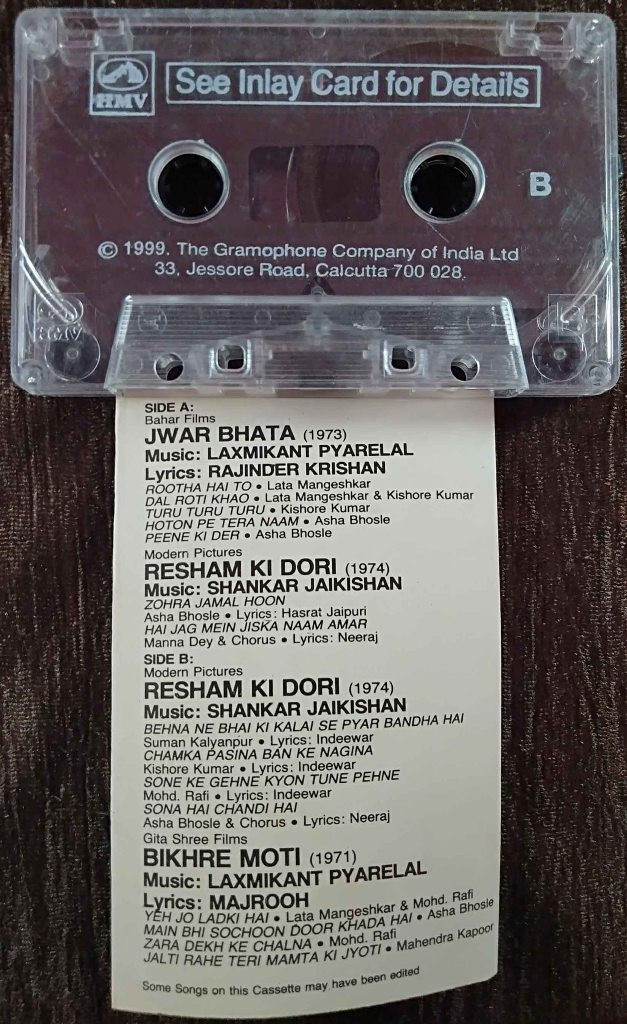 HMV
See Inlay Card for Details
B
© 1999. The Gramophone Company of India Ltd
33, Jessore Road, Calcutta 700 028.
HMV
SIDE A:
Bahar Films
JWAR BHATA (1973)
Music: LAXMIKANT PYARELAL
Lyrics: RAJINDER KRISHAN
ROOTHA HAI TO • Lata Mangeshkar
DAL ROTI KHAO • Lata Mangeshkar & Kishore Kumar
TURU TURU TURU • Kishore Kumar
HOTON PE TERA NAAM • Asha Bhosle
PEENE KI DER • Asha Bhosle
Modern Pictures
RESHAM KI DORI (1974)
Music: SHANKAR JAIKISHAN
ZOHRA JAMAL HOON
Asha Bhosle • Lyrics: Hasrat Jaipuri
HAI JAG MEIN JISKA NAAM AMAR
Manna Dey & Chorus • Lyrics: Neeraj
SIDE B:
Modern Pictures
RESHAM KI DORI (1974)
Music: SHANKAR JAIKISHAN
BEHNA NE BHAI KI KALAI SE PYAR BANDHA HAI
Suman Kalyanpur • Lyrics: Indeewar
CHAMKA PASINA BAN KE NAGINA
Kishore Kumar • Lyrics: Indeewar
SONE KE GEHNE KYON TUNE PEHNE
Mohd. Rafi • Lyrics: Indeewar
SONA HAI CHANDI HAI
Asha Bhosle & Chorus • Lyrics: Neeraj
Gita Shree Films
BIKHRE MOTI (1971)
Music: LAXMIKANT PYARELAL
Lyrics: MAJROOH
YEH JO LADKI HAI • Lata Mangeshkar & Mohd. Rafi
MAIN BHI SOCHOON DOOR KHADA HAI • Asha Bhosle
ZARA DEKH KE CHALNA • Mohd. Rafi
JALTI RAHE TERI MAMTA KI JYOTI • Mahendra Kapoor
Some Songs on this Cassette may have been edited